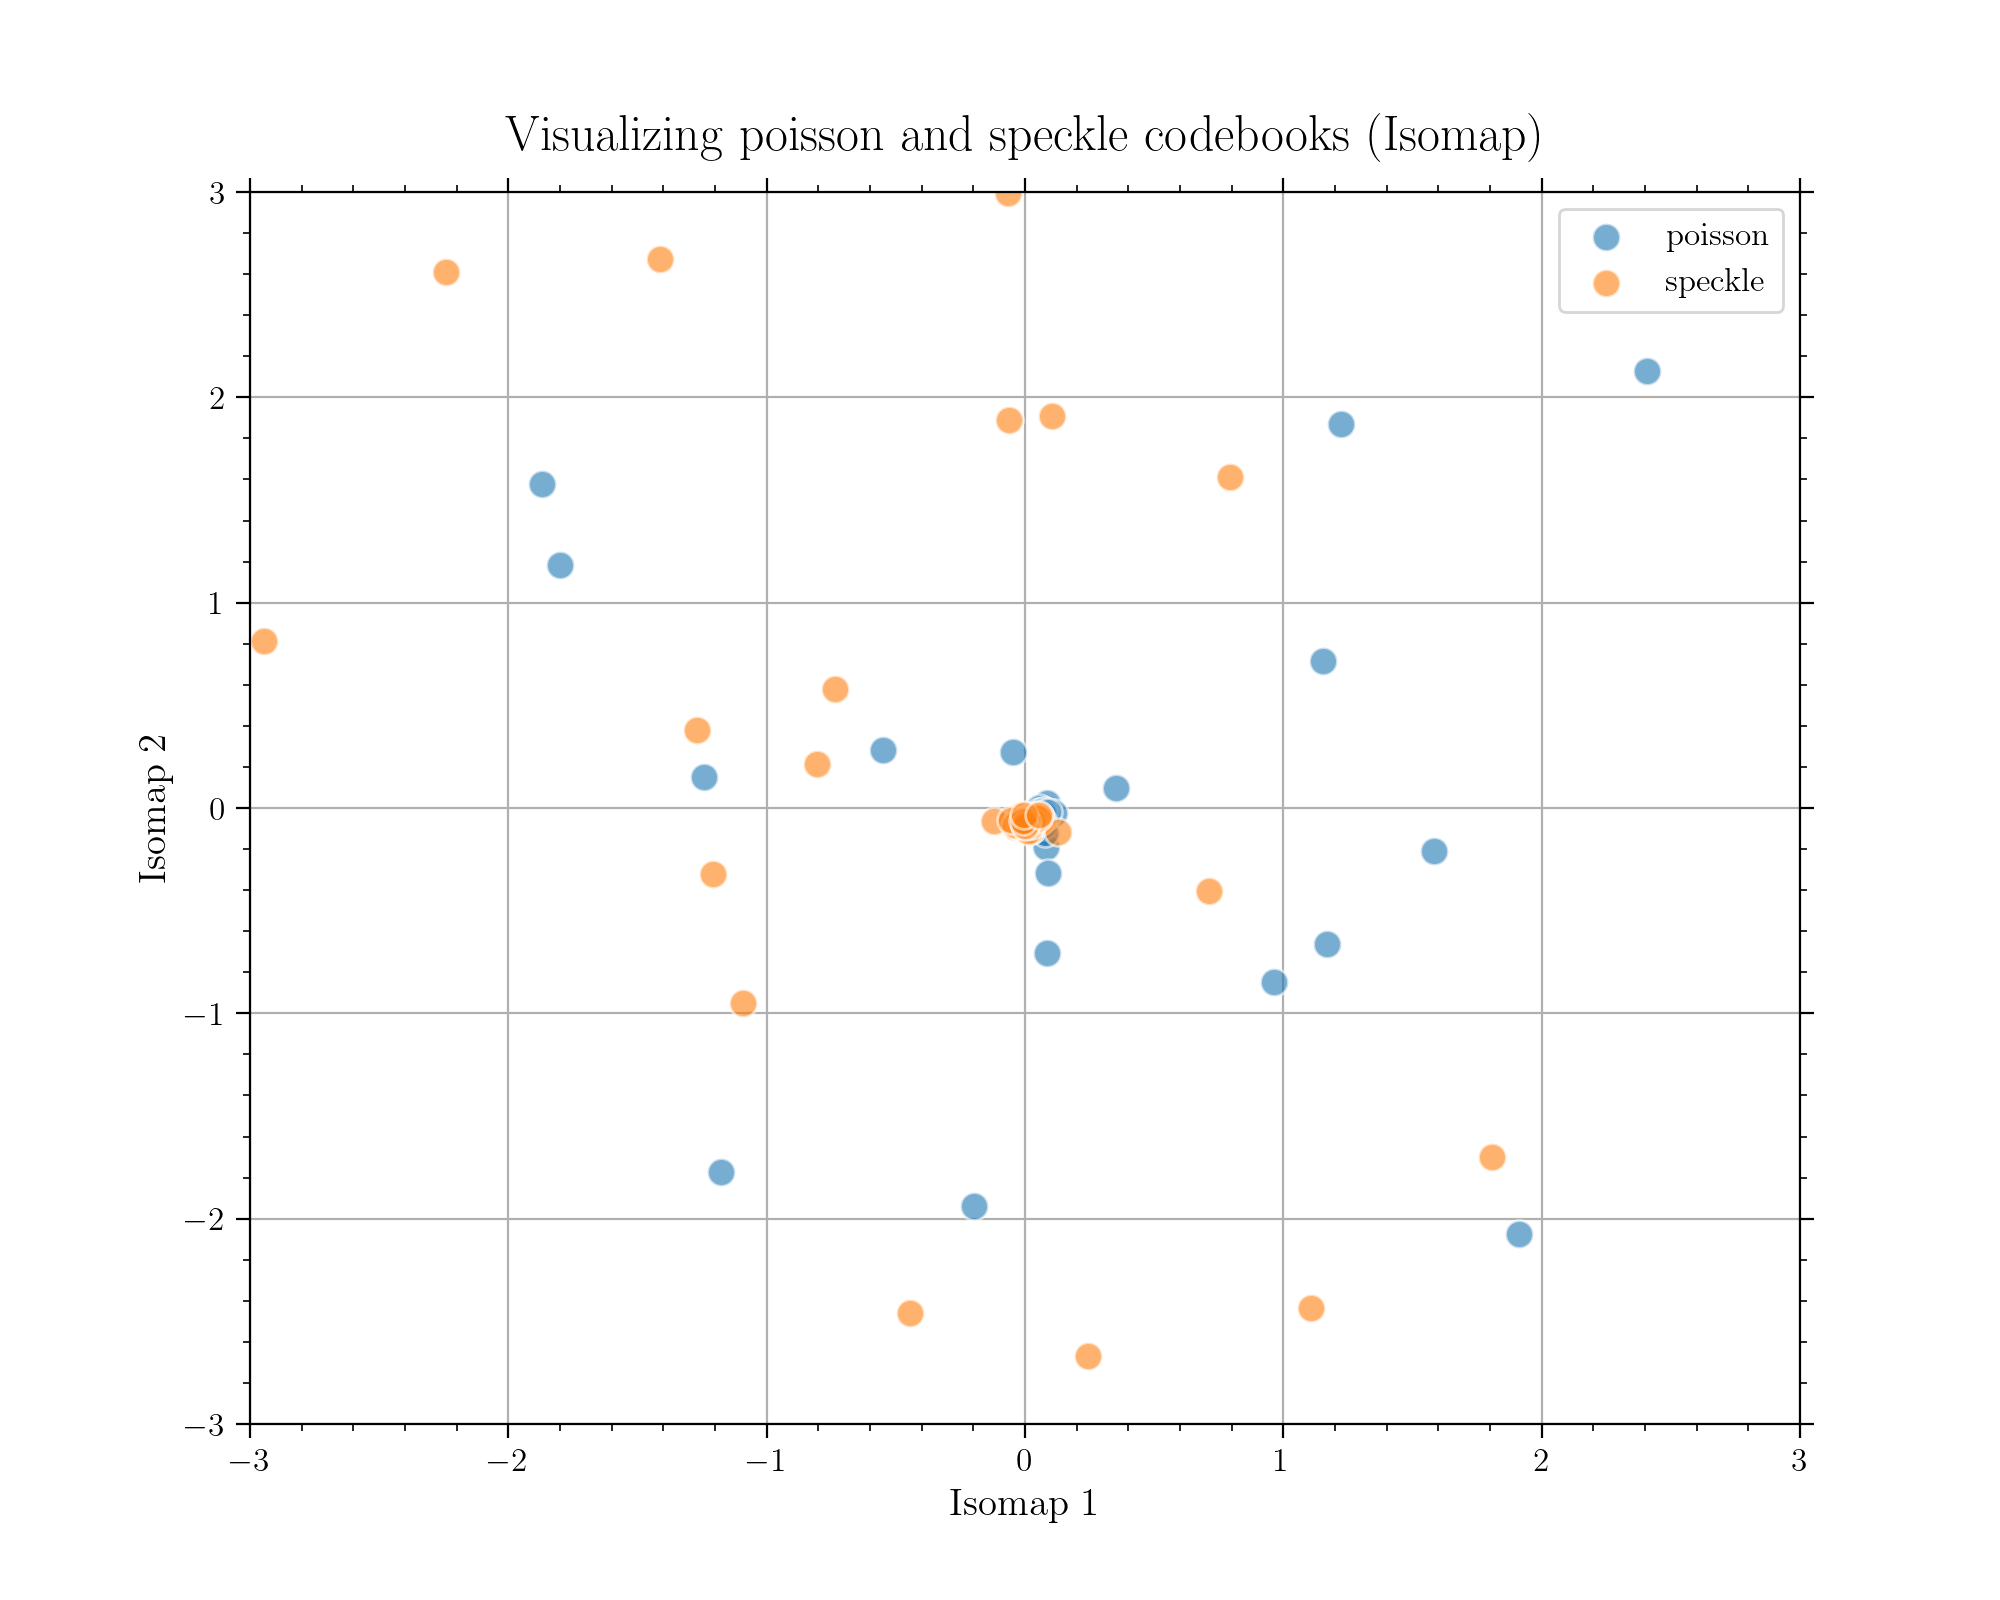 Visualizing poisson and speckle codebooks (Isomap)
poisson
speckle
3
2
1
0
−1
−2
−3
Isomap 2
−3
−2
−1
0
1
2
3
Isomap 1